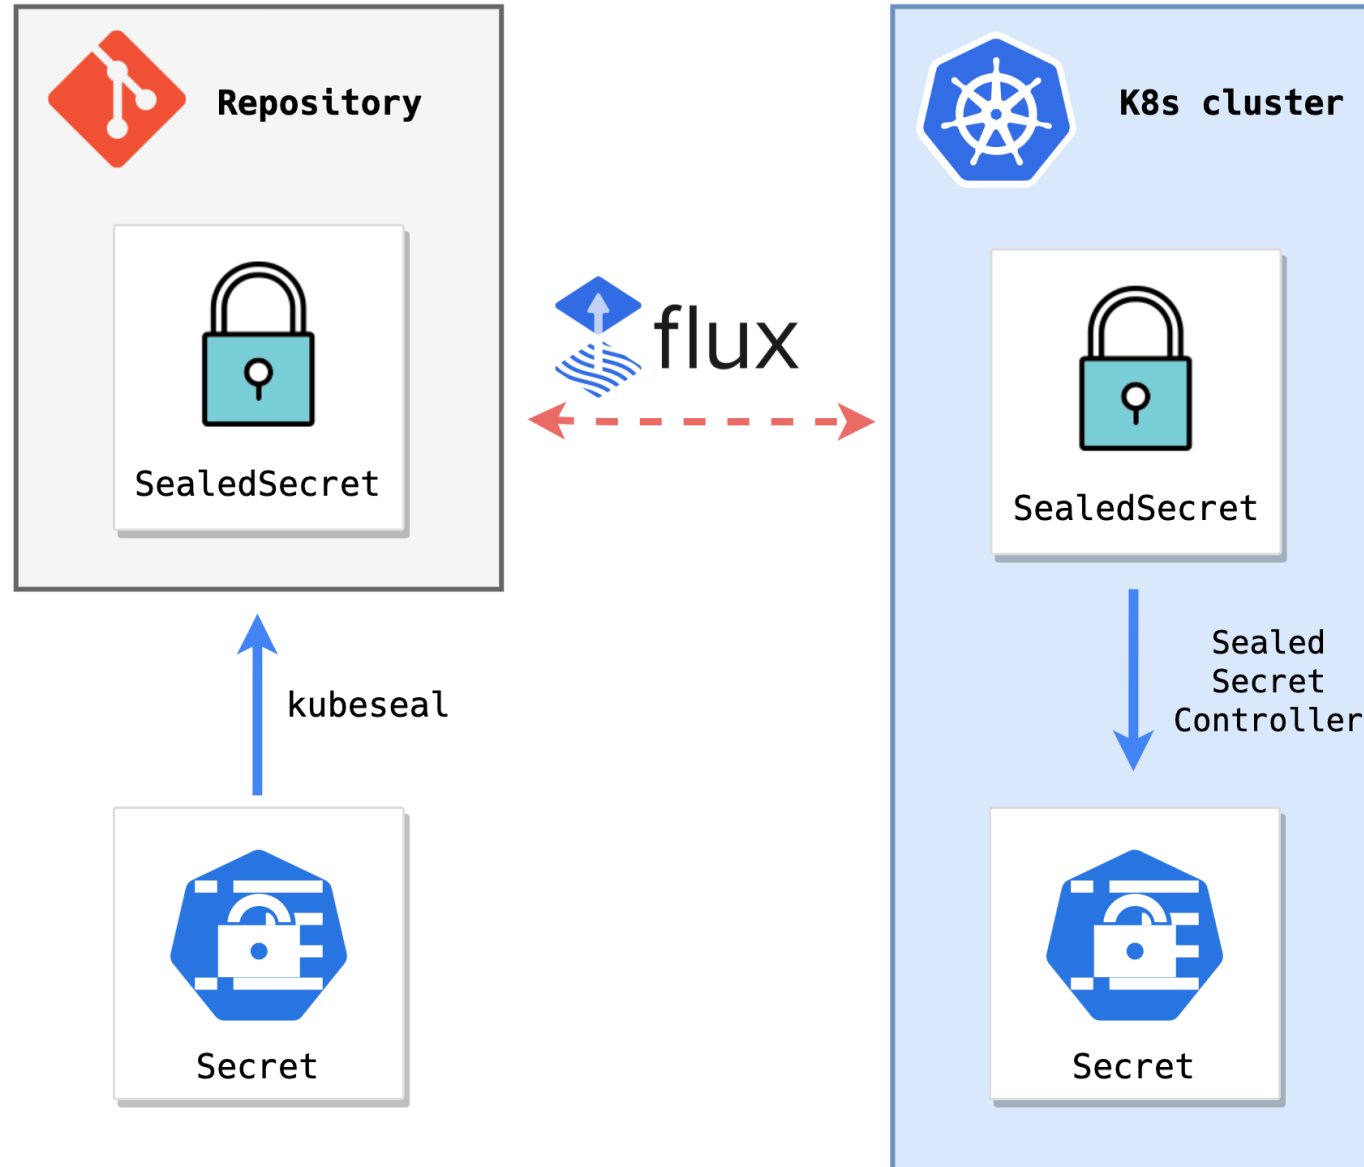 Repository
K8s cluster
flux
SealedSecret
SealedSecret
kubeseal
Sealed
Secret
Controller
Secret
Secret